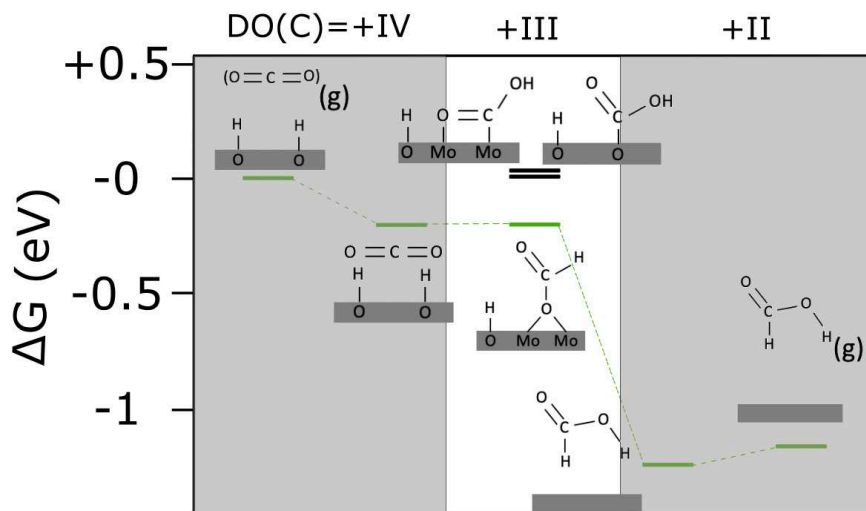 DO(C)=+IV +III +II
ΔG (eV)
+0.5
-0
-0.5
-1
(O=C=O) (g)
H H
O O
O=C=O
H H
O O
OH
H O=C
O Mo Mo
O
H C OH
O O
O H
C
H O
O Mo Mo
O
C O
H H
O
C O
H H (g)